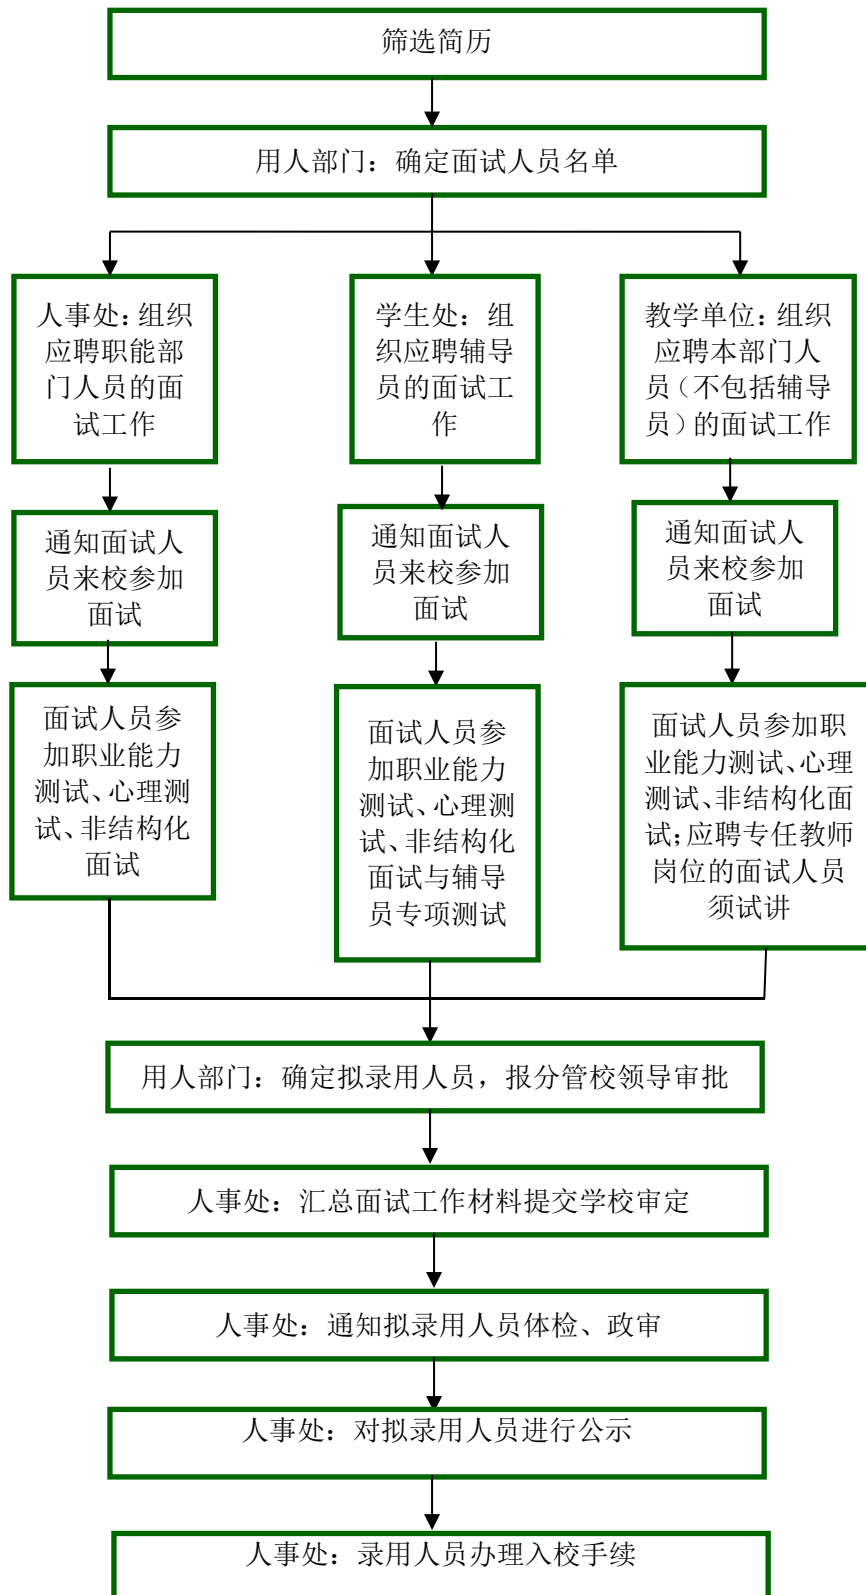 筛选简历
用人部门：确定面试人员名单
人事处：组织
应聘职能部
门人员的面
试工作
学生处：组
织应聘辅导
员的面试工
作
教学单位：组织
应聘本部门人
员（不包括辅导
员）的面试工作
通知面试人
员来校参加
面试
通知面试人
员来校参加
面试
通知面试人
员来校参加
面试
面试人员参
加职业能力
测试、心理测
试、非结构化
面试
面试人员参
加职业能力
测试、心理测
试、非结构化
面试与辅导
员专项测试
面试人员参加职
业能力测试、心理
测试、非结构化面
试；应聘专任教师
岗位的面试人员
须试讲
用人部门：确定拟录用人员，报分管校领导审批
人事处：汇总面试工作材料提交学校审定
人事处：通知拟录用人员体检、政审
人事处：对拟录用人员进行公示
人事处：录用人员办理入校手续